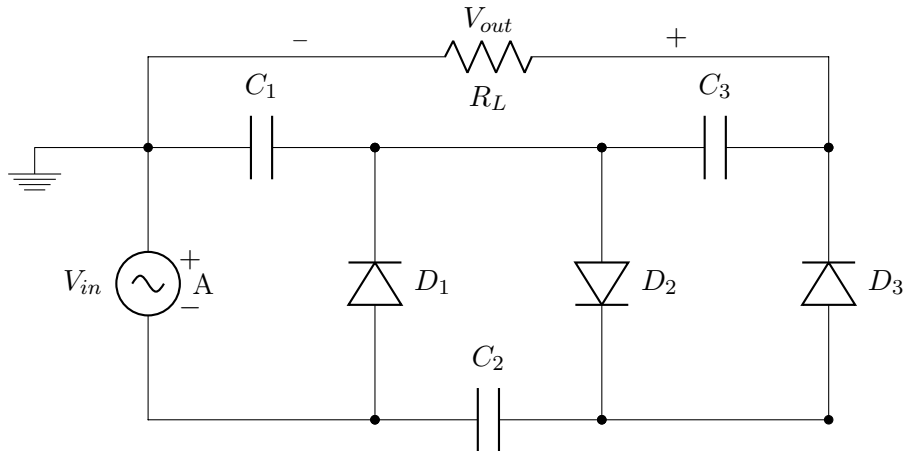 V_out
– +
R_L
C_1 C_3
V_in + A –
D_1 D_2 D_3
C_2